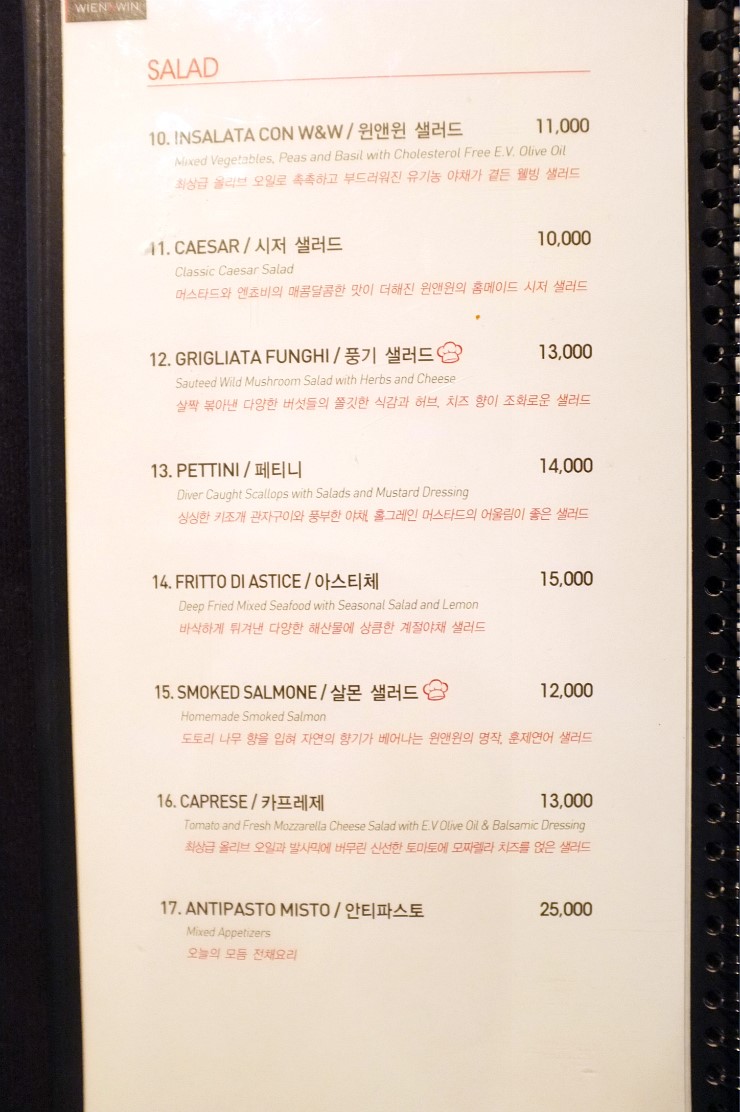 WIEN&WIN
SALAD
10. INSALATA CON W&W / 윈앤윈 샐러드 11,000
Mixed Vegetables, Peas and Basil with Cholesterol Free E.V. Olive Oil
최상급 올리브 오일로 촉촉하고 부드러워진 유기농 야채가 곁든 웰빙 샐러드
11. CAESAR / 시저 샐러드 10,000
Classic Caesar Salad
머스타드와 엔쵸비의 매콤달콤한 맛이 더해진 윈앤윈의 홈메이드 시저 샐러드
12. GRIGLIATA FUNGHI / 풍기 샐러드 13,000
Sauteed Wild Mushroom Salad with Herbs and Cheese
살짝 볶아낸 다양한 버섯들의 쫄깃한 식감과 허브, 치즈 향이 조화로운 샐러드
13. PETTINI / 페티니 14,000
Diver Caught Scallops with Salads and Mustard Dressing
싱싱한 키조개 관자구이와 풍부한 야채, 홀그레인 머스타드의 어울림이 좋은 샐러드
14. FRITTO DI ASTICE / 아스티체 15,000
Deep Fried Mixed Seafood with Seasonal Salad and Lemon
바삭하게 튀겨낸 다양한 해산물에 상큼한 계절야채 샐러드
15. SMOKED SALMONE / 살몬 샐러드 12,000
Homemade Smoked Salmon
도토리 나무 향을 입혀 자연의 향기가 베어나는 윈앤윈의 명작, 훈제연어 샐러드
16. CAPRESE / 카프레제 13,000
Tomato and Fresh Mozzarella Cheese Salad with E.V Olive Oil & Balsamic Dressing
최상급 올리브 오일과 발사믹에 버무린 신선한 토마토에 모짜렐라 치즈를 얹은 샐러드
17. ANTIPASTO MISTO / 안티파스토 25,000
Mixed Appetizers
오늘의 모듬 전채요리